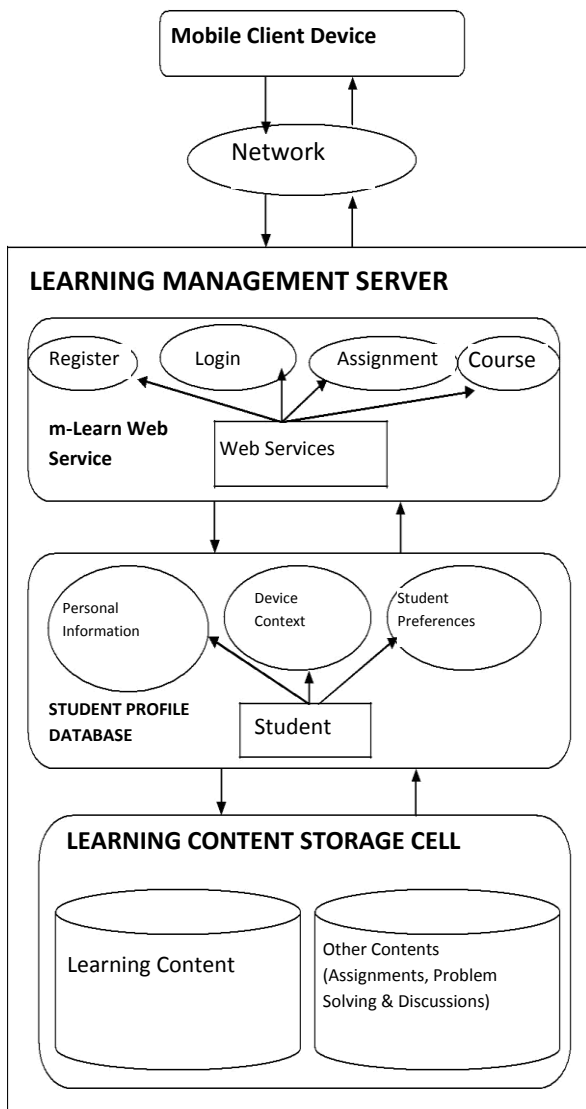 Mobile Client Device
Network
LEARNING MANAGEMENT SERVER
Register
Login
Assignment
Course
m-Learn Web
Service
Web Services
Personal
Information
Device
Context
Student
Preferences
STUDENT PROFILE
DATABASE
Student
LEARNING CONTENT STORAGE CELL
Learning Content
Other Contents
(Assignments, Problem
Solving & Discussions)